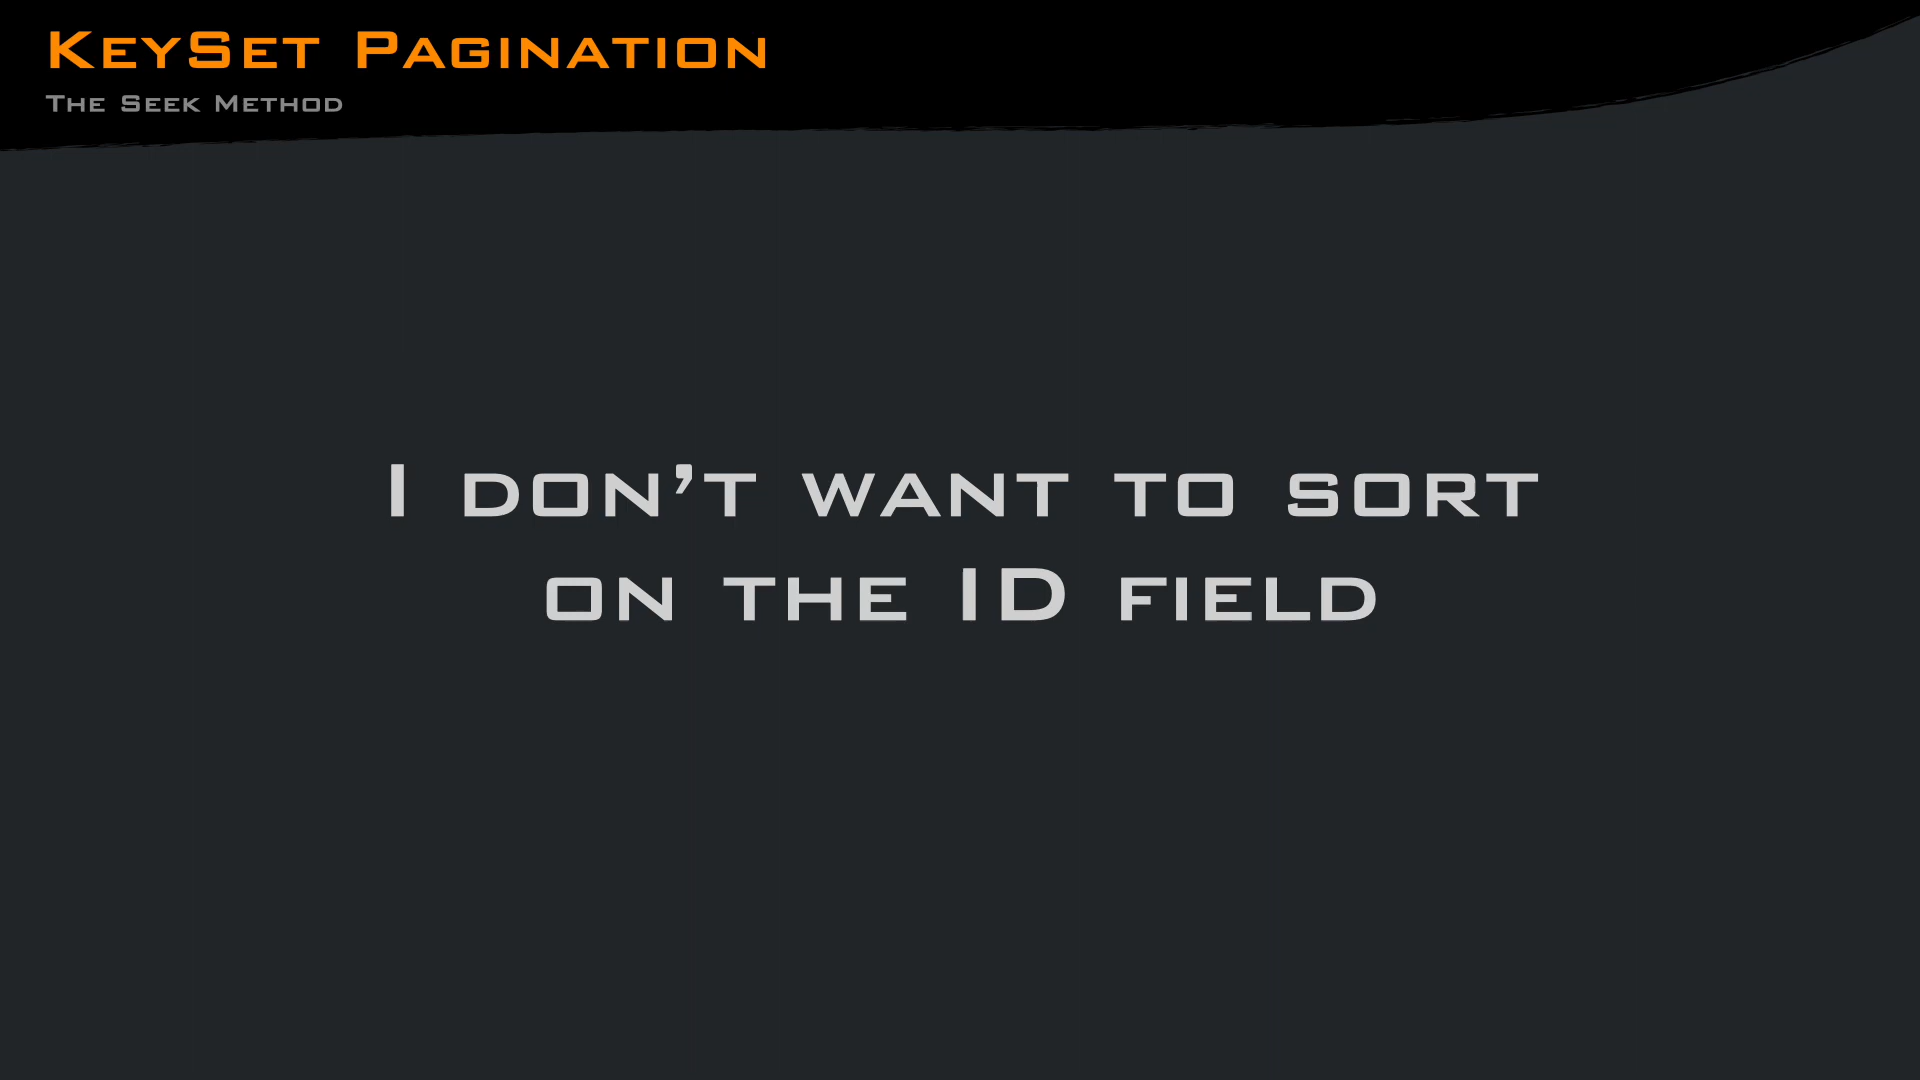 KeySet Pagination
The Seek Method
I don’t want to sort
on the ID field